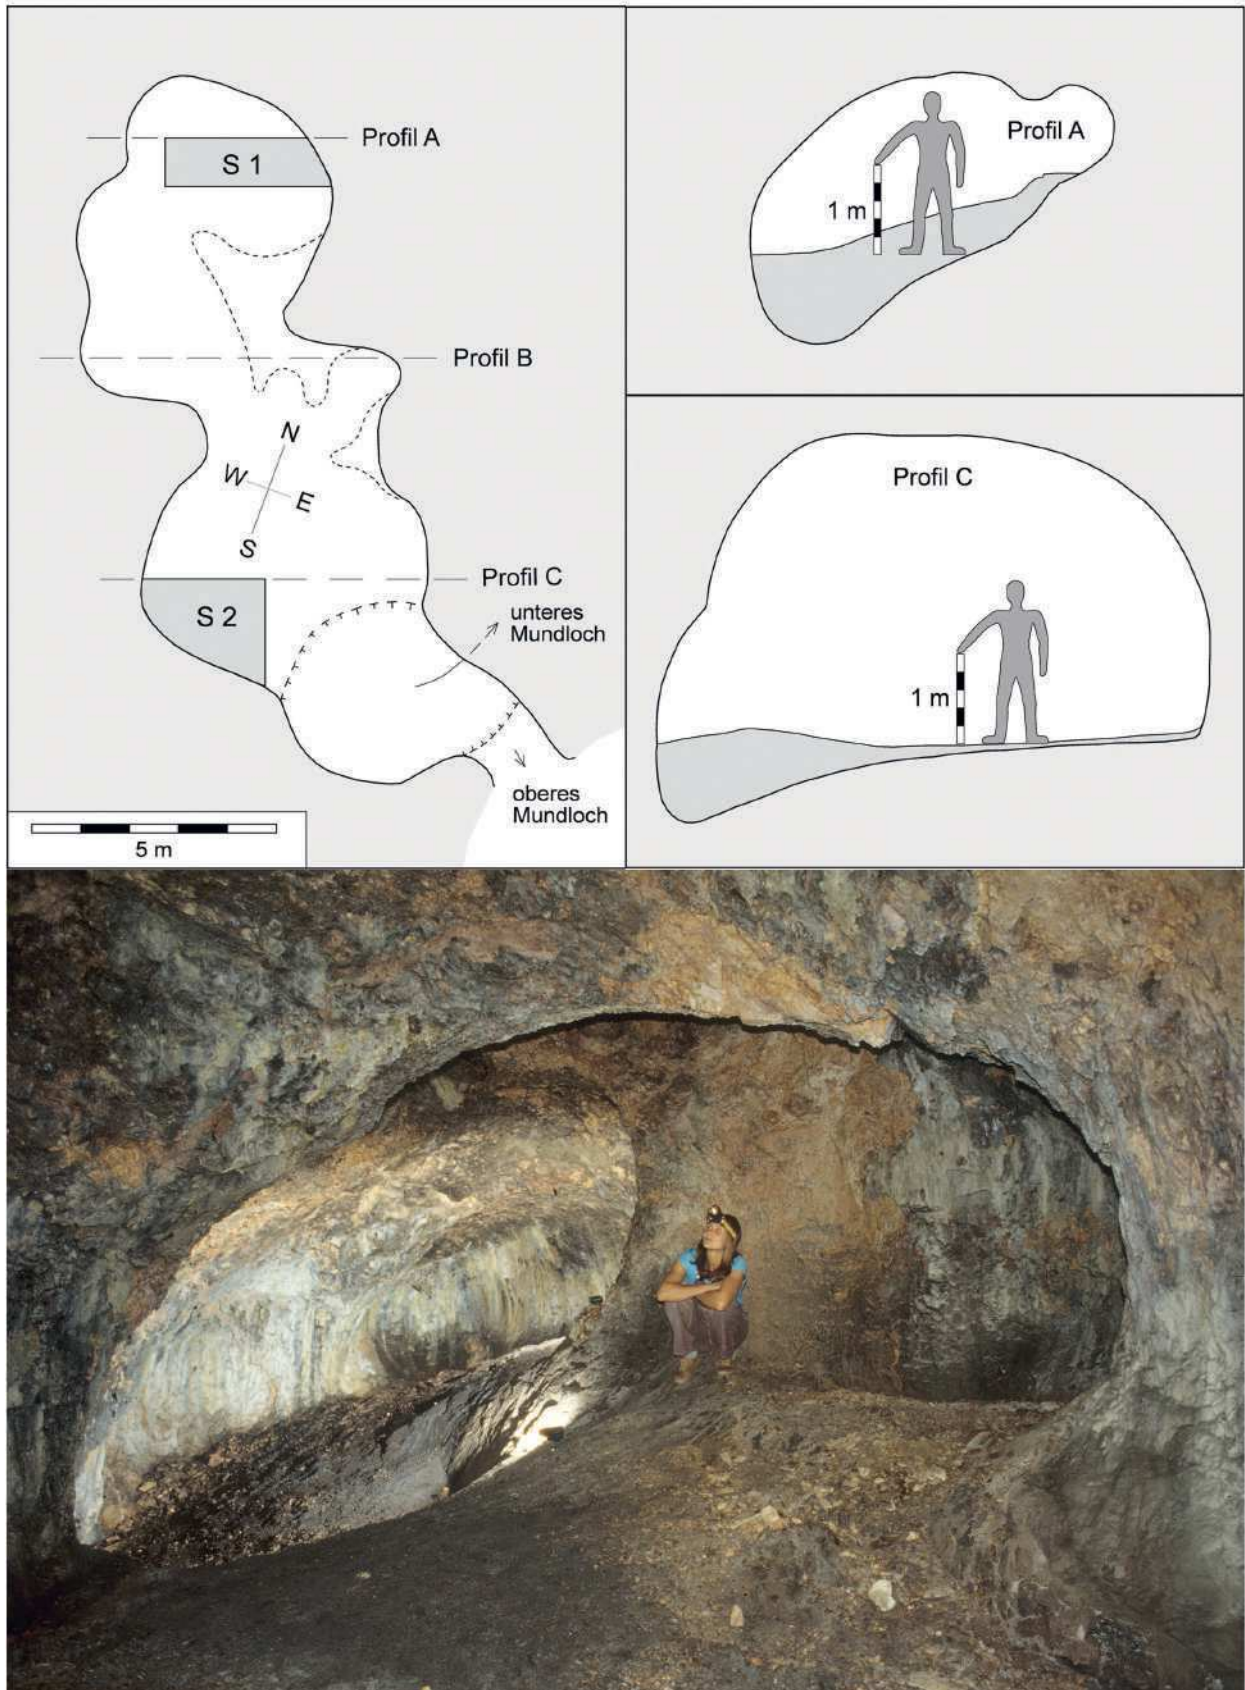 Profil A
S 1
Profil B
N
W
E
S
Profil C
S 2
unteres
Mundloch
oberes
Mundloch
5 m
Profil A
1 m
Profil C
1 m